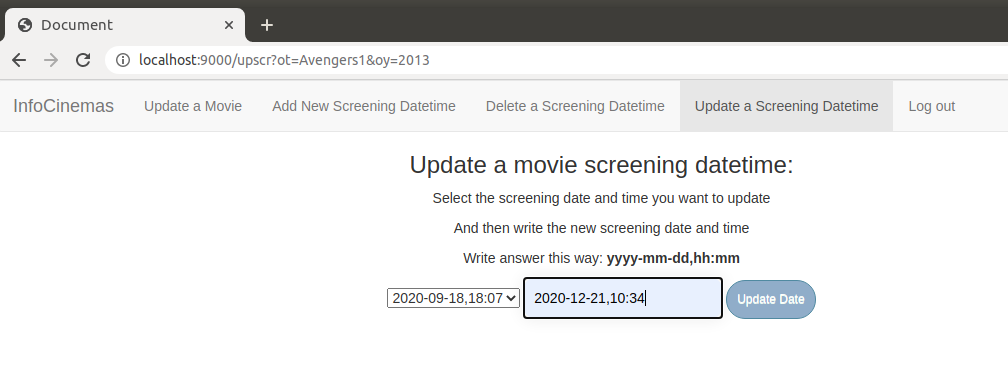 Document
localhost:9000/upscr?ot=Avengers1&oy=2013
InfoCinemas Update a Movie Add New Screening Datetime Delete a Screening Datetime Update a Screening Datetime Log out
Update a movie screening datetime:
Select the screening date and time you want to update
And then write the new screening date and time
Write answer this way: yyyy-mm-dd,hh:mm
2020-09-18,18:07 2020-12-21,10:34 Update Date